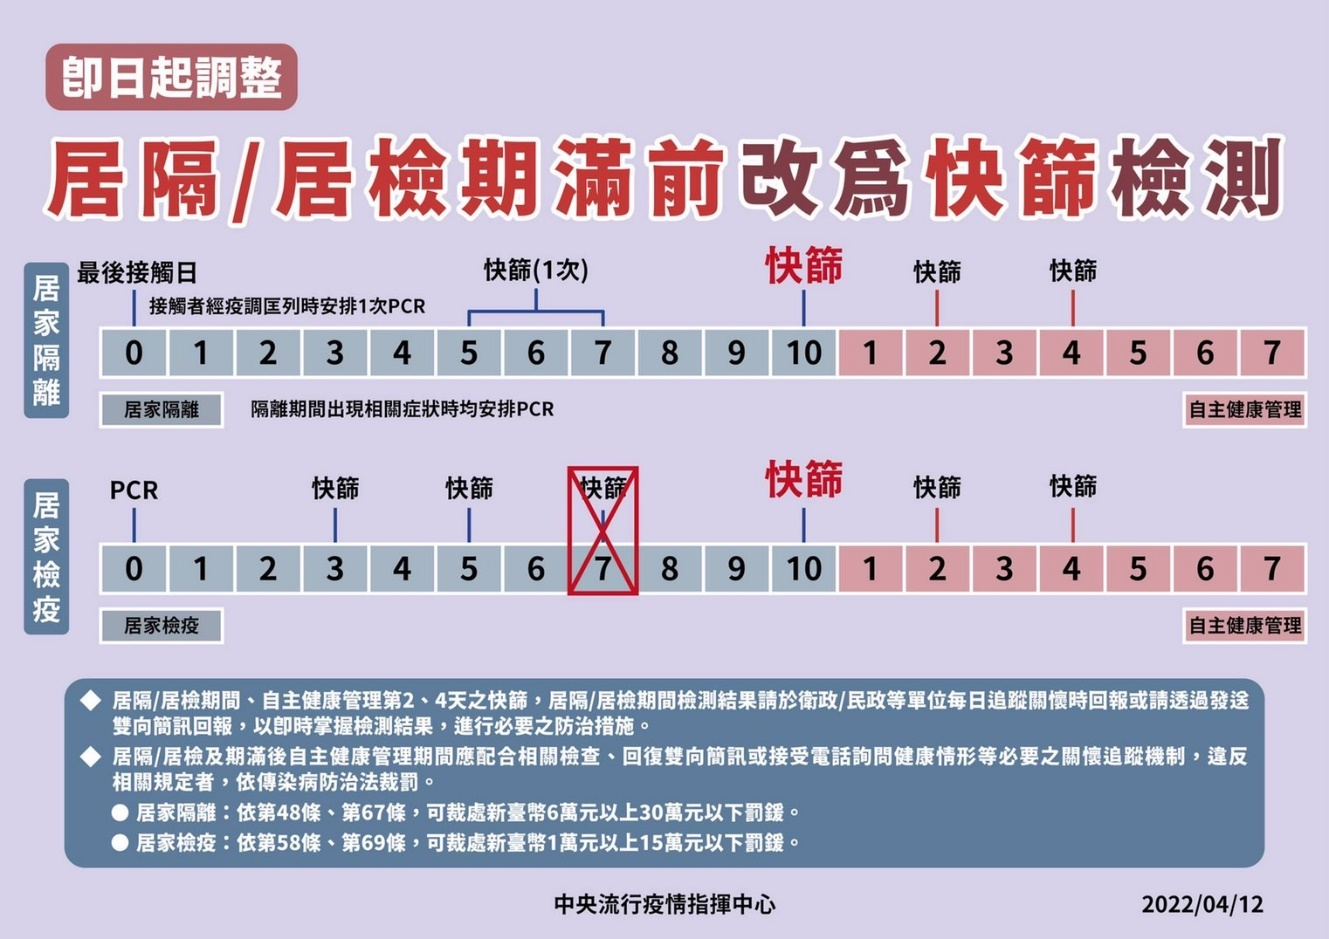 即日起調整
居隔/居檢期滿前改為快篩檢測
居家隔離
最後接觸日
快篩(1次)
快篩
快篩
快篩
接觸者經疫調匡列時安排1次PCR
0 1 2 3 4 5 6 7 8 9 10 1 2 3 4 5 6 7
居家隔離
隔離期間出現相關症狀時均安排PCR
自主健康管理
居家檢疫
PCR
快篩
快篩
快篩
快篩
快篩
快篩
0 1 2 3 4 5 6 7 8 9 10 1 2 3 4 5 6 7
居家檢疫
自主健康管理
◆ 居隔/居檢期間、自主健康管理第2、4天之快篩，居隔/居檢期間檢測結果請於衛政/民政等單位每日追蹤關懷時回報或請透過發送
雙向簡訊回報，以即時掌握檢測結果，進行必要之防治措施。
◆ 居隔/居檢及期滿後自主健康管理期間應配合相關檢查、回復雙向簡訊或接受電話詢問健康情形等必要之關懷追蹤機制，違反
相關規定者，依傳染病防治法裁罰。
● 居家隔離：依第48條、第67條，可裁處新臺幣6萬元以上30萬元以下罰鍰。
● 居家檢疫：依第58條、第69條，可裁處新臺幣1萬元以上15萬元以下罰鍰。
中央流行疫情指揮中心
2022/04/12